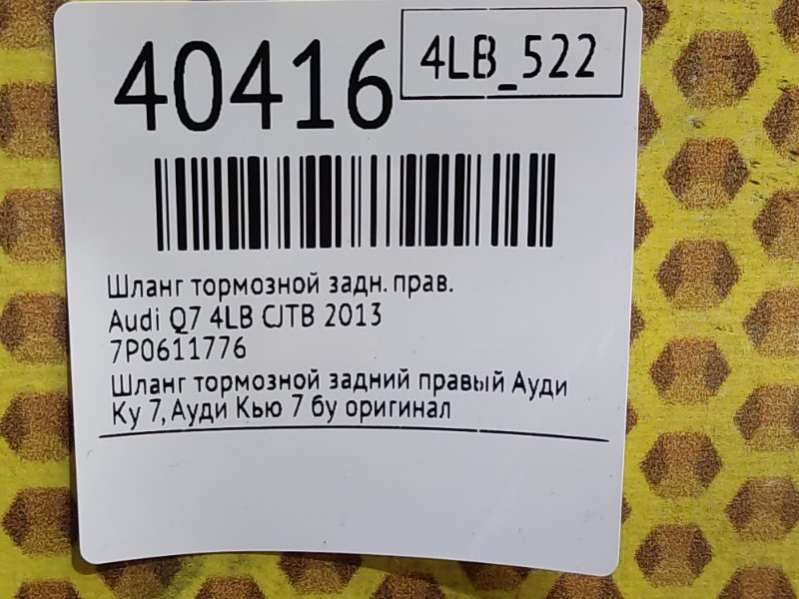 40416
4LB_522
Шланг тормозной задн. прав.
Audi Q7 4LB CJTB 2013
7P0611776
Шланг тормозной задний правый Ауди
Ку 7, Ауди Кью 7 бу оригинал